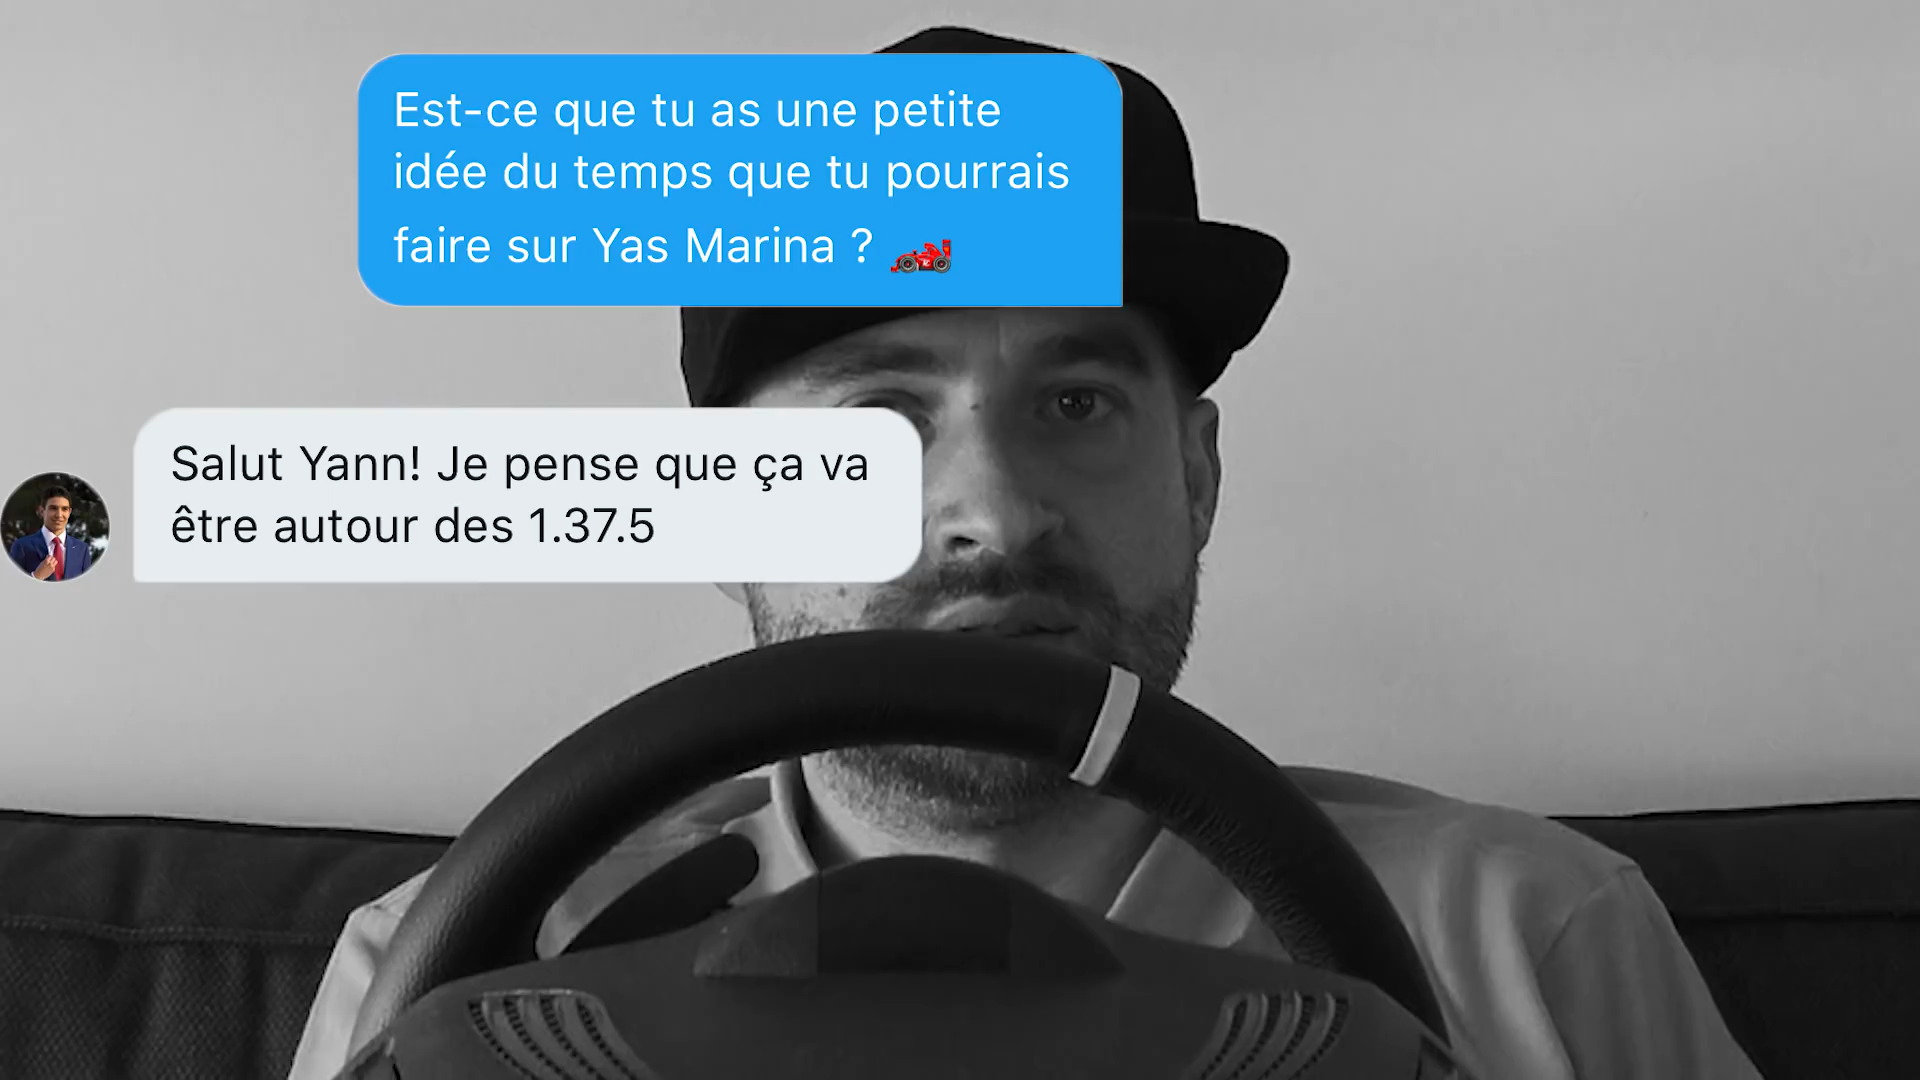 Est-ce que tu as une petite
idée du temps que tu pourrais
faire sur Yas Marina ? 🏎️
Salut Yann! Je pense que ça va
être autour des 1.37.5